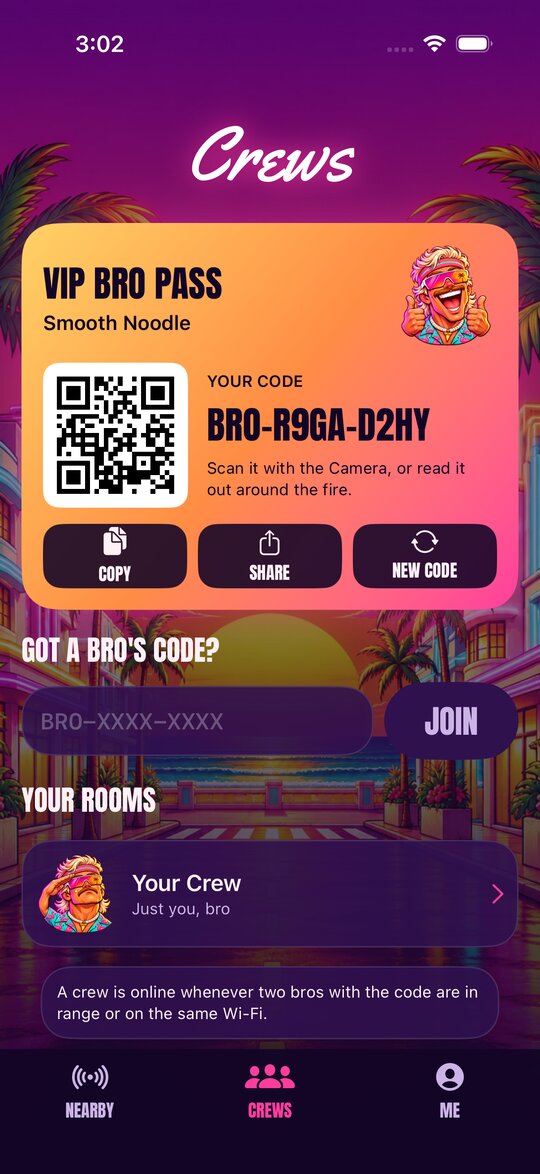 3:02
Crews
VIP BRO PASS
Smooth Noodle
YOUR CODE
BRO-R9GA-D2HY
Scan it with the Camera, or read it
out around the fire.
COPY
SHARE
NEW CODE
GOT A BRO'S CODE?
BRO–XXXX–XXXX
JOIN
YOUR ROOMS
Your Crew
Just you, bro
A crew is online whenever two bros with the code are in
range or on the same Wi-Fi.
NEARBY
CREWS
ME